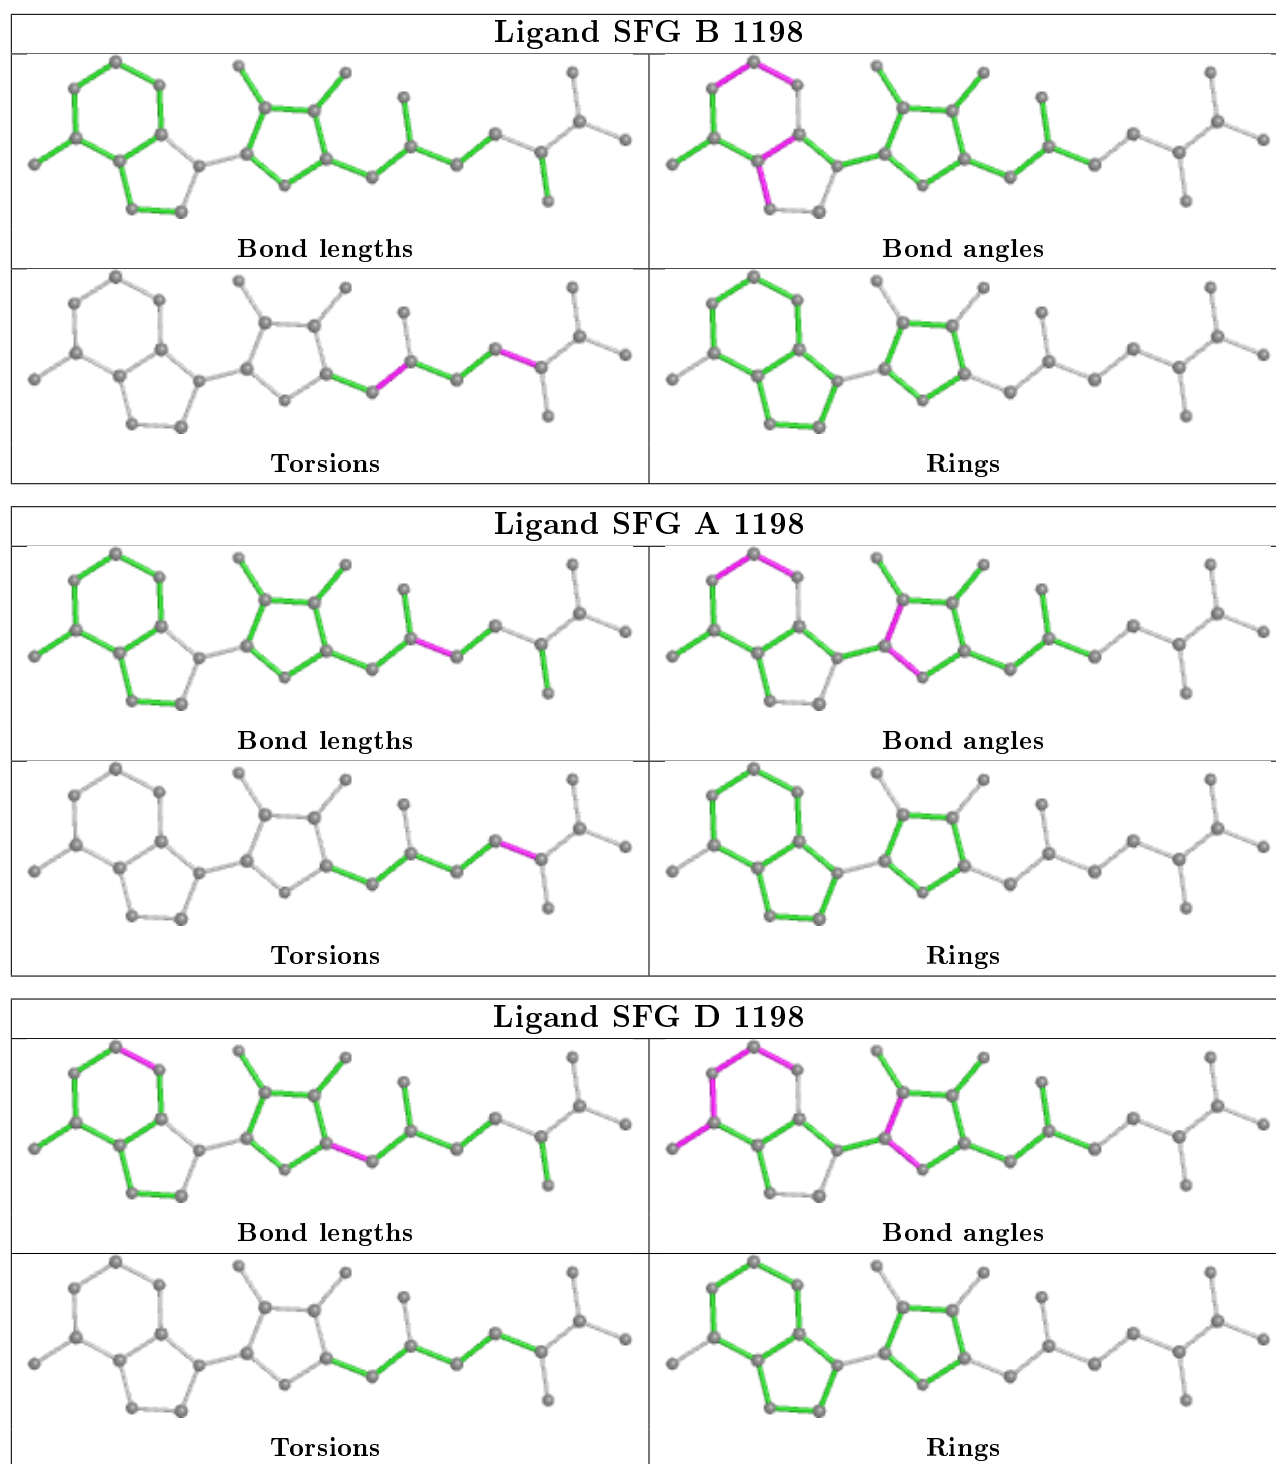 Ligand SFG B 1198
Bond lengths
Bond angles
Torsions
Rings
Ligand SFG A 1198
Bond lengths
Bond angles
Torsions
Rings
Ligand SFG D 1198
Bond lengths
Bond angles
Torsions
Rings